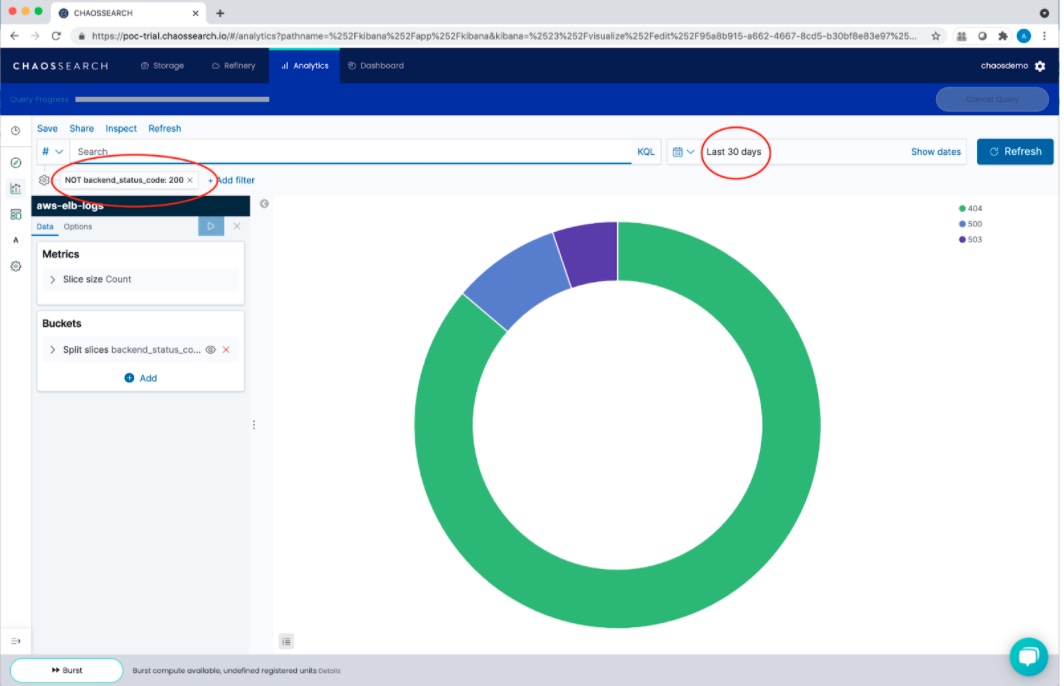 CHAOSSEARCH
https://poc-trial.chaossearch.io/#/analytics?pathname=%252Fkibana%252Fapp%252Fkibana&kibana=%2523%252Fvisualize%252Fedit%252F95a8b915-a662-4667-8cd5-b30bf8e83e97%25...
CHAOSSEARCH Storage Refinery Analytics Dashboard chaosdemo
Query Progress Cancel Query
Save Share Inspect Refresh
# Search KQL Last 30 days Show dates Refresh
NOT backend_status_code: 200 × + Add filter
aws-elb-logs
Data Options
Metrics
Slice size Count
Buckets
Split slices backend_status_co...
Add
404
500
503
Burst Burst compute available, undefined registered units Details